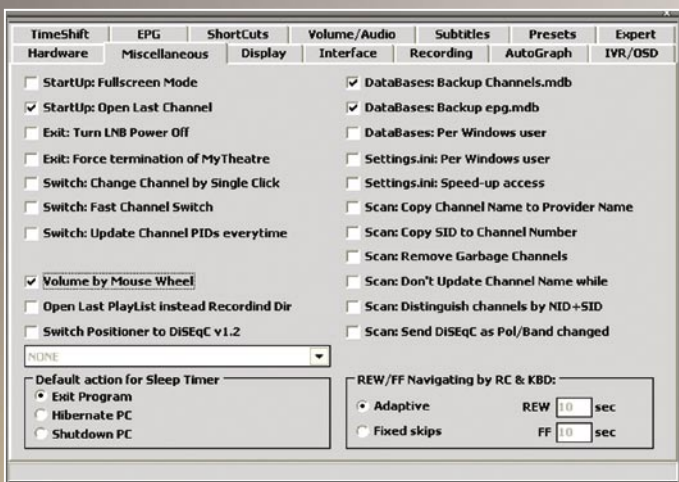 TimeShift EPG ShortCuts Volume/Audio Subtitles Presets Expert
Hardware Miscellaneous Display Interface Recording AutoGraph IVR/OSD
StartUp: Fullscreen Mode
StartUp: Open Last Channel
Exit: Turn LNB Power Off
Exit: Force termination of MyTheatre
Switch: Change Channel by Single Click
Switch: Fast Channel Switch
Switch: Update Channel PIDs everytime
Volume by Mouse Wheel
Open Last PlayList instead Recordind Dir
Switch Positioner to DiSEqC v1.2
NONE
DataBases: Backup Channels.mdb
DataBases: Backup epg.mdb
DataBases: Per Windows user
Settings.ini: Per Windows user
Settings.ini: Speed-up access
Scan: Copy Channel Name to Provider Name
Scan: Copy SID to Channel Number
Scan: Remove Garbage Channels
Scan: Don't Update Channel Name while
Scan: Distinguish channels by NID+SID
Scan: Send DiSEqC as Pol/Band changed
Default action for Sleep Timer
Exit Program
Hibernate PC
Shutdown PC
REW/FF Navigating by RC & KBD:
Adaptive REW 10 sec
Fixed skips FF 10 sec